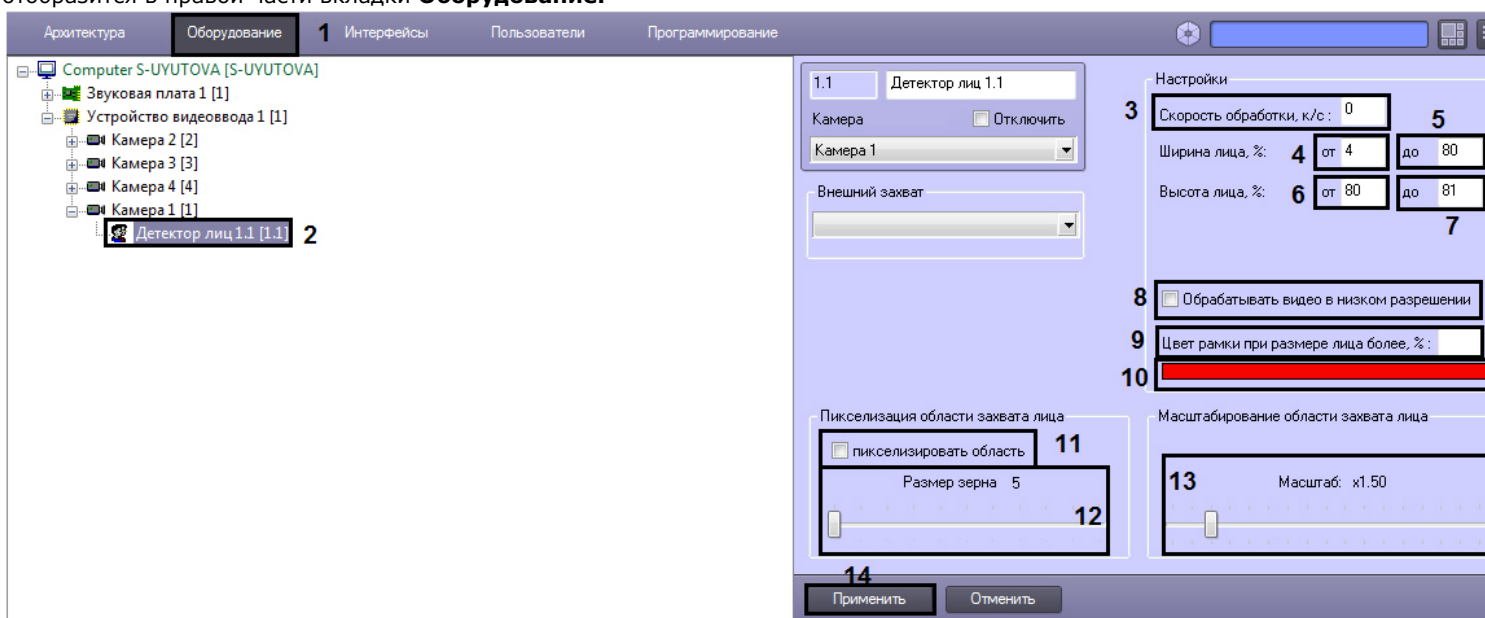 отобразится в правой части вкладки Оборудование.
Архитектура Оборудование 1 Интерфейсы Пользователи Программирование
Computer S-UYUTOVA [S-UYUTOVA]
Звуковая плата 1 [1]
Устройство видеоввода 1 [1]
Камера 2 [2]
Камера 3 [3]
Камера 4 [4]
Камера 1 [1]
Детектор лиц 1.1 [1.1] 2
1.1 Детектор лиц 1.1
Камера Отключить
Камера 1
Внешний захват
Настройки
3 Скорость обработки, к/с : 0
5
Ширина лица, %: 4 от 4 до 80
Высота лица, %: 6 от 80 до 81
7
8 Обрабатывать видео в низком разрешении
9 Цвет рамки при размере лица более, % :
10
Пикселизация области захвата лица
пикселизировать область 11
Размер зерна 5
12
Масштабирование области захвата лица
13 Масштаб: x1.50
14
Применить Отменить